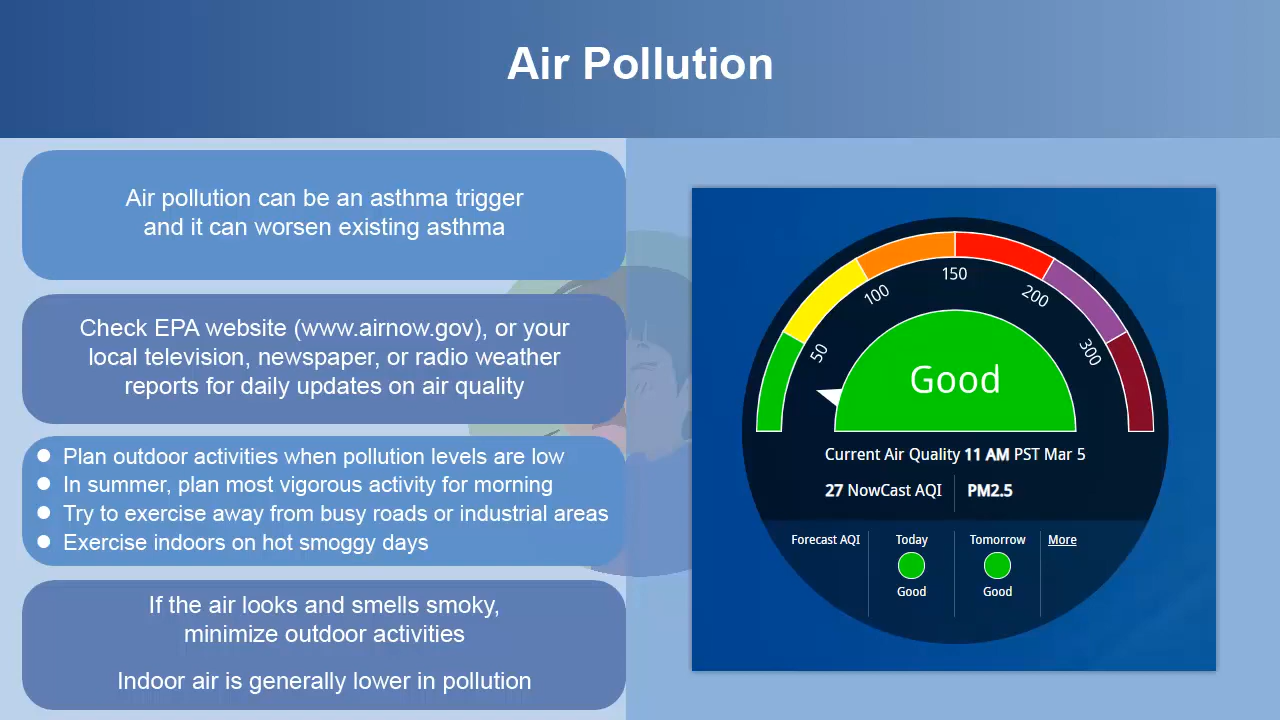 Air Pollution
Air pollution can be an asthma trigger
and it can worsen existing asthma
Check EPA website (www.airnow.gov), or your
local television, newspaper, or radio weather
reports for daily updates on air quality
Plan outdoor activities when pollution levels are low
In summer, plan most vigorous activity for morning
Try to exercise away from busy roads or industrial areas
Exercise indoors on hot smoggy days
If the air looks and smells smoky,
minimize outdoor activities
Indoor air is generally lower in pollution
50
100
150
200
300
Good
Current Air Quality 11 AM PST Mar 5
27 NowCast AQI PM2.5
Forecast AQI Today Tomorrow More
Good Good